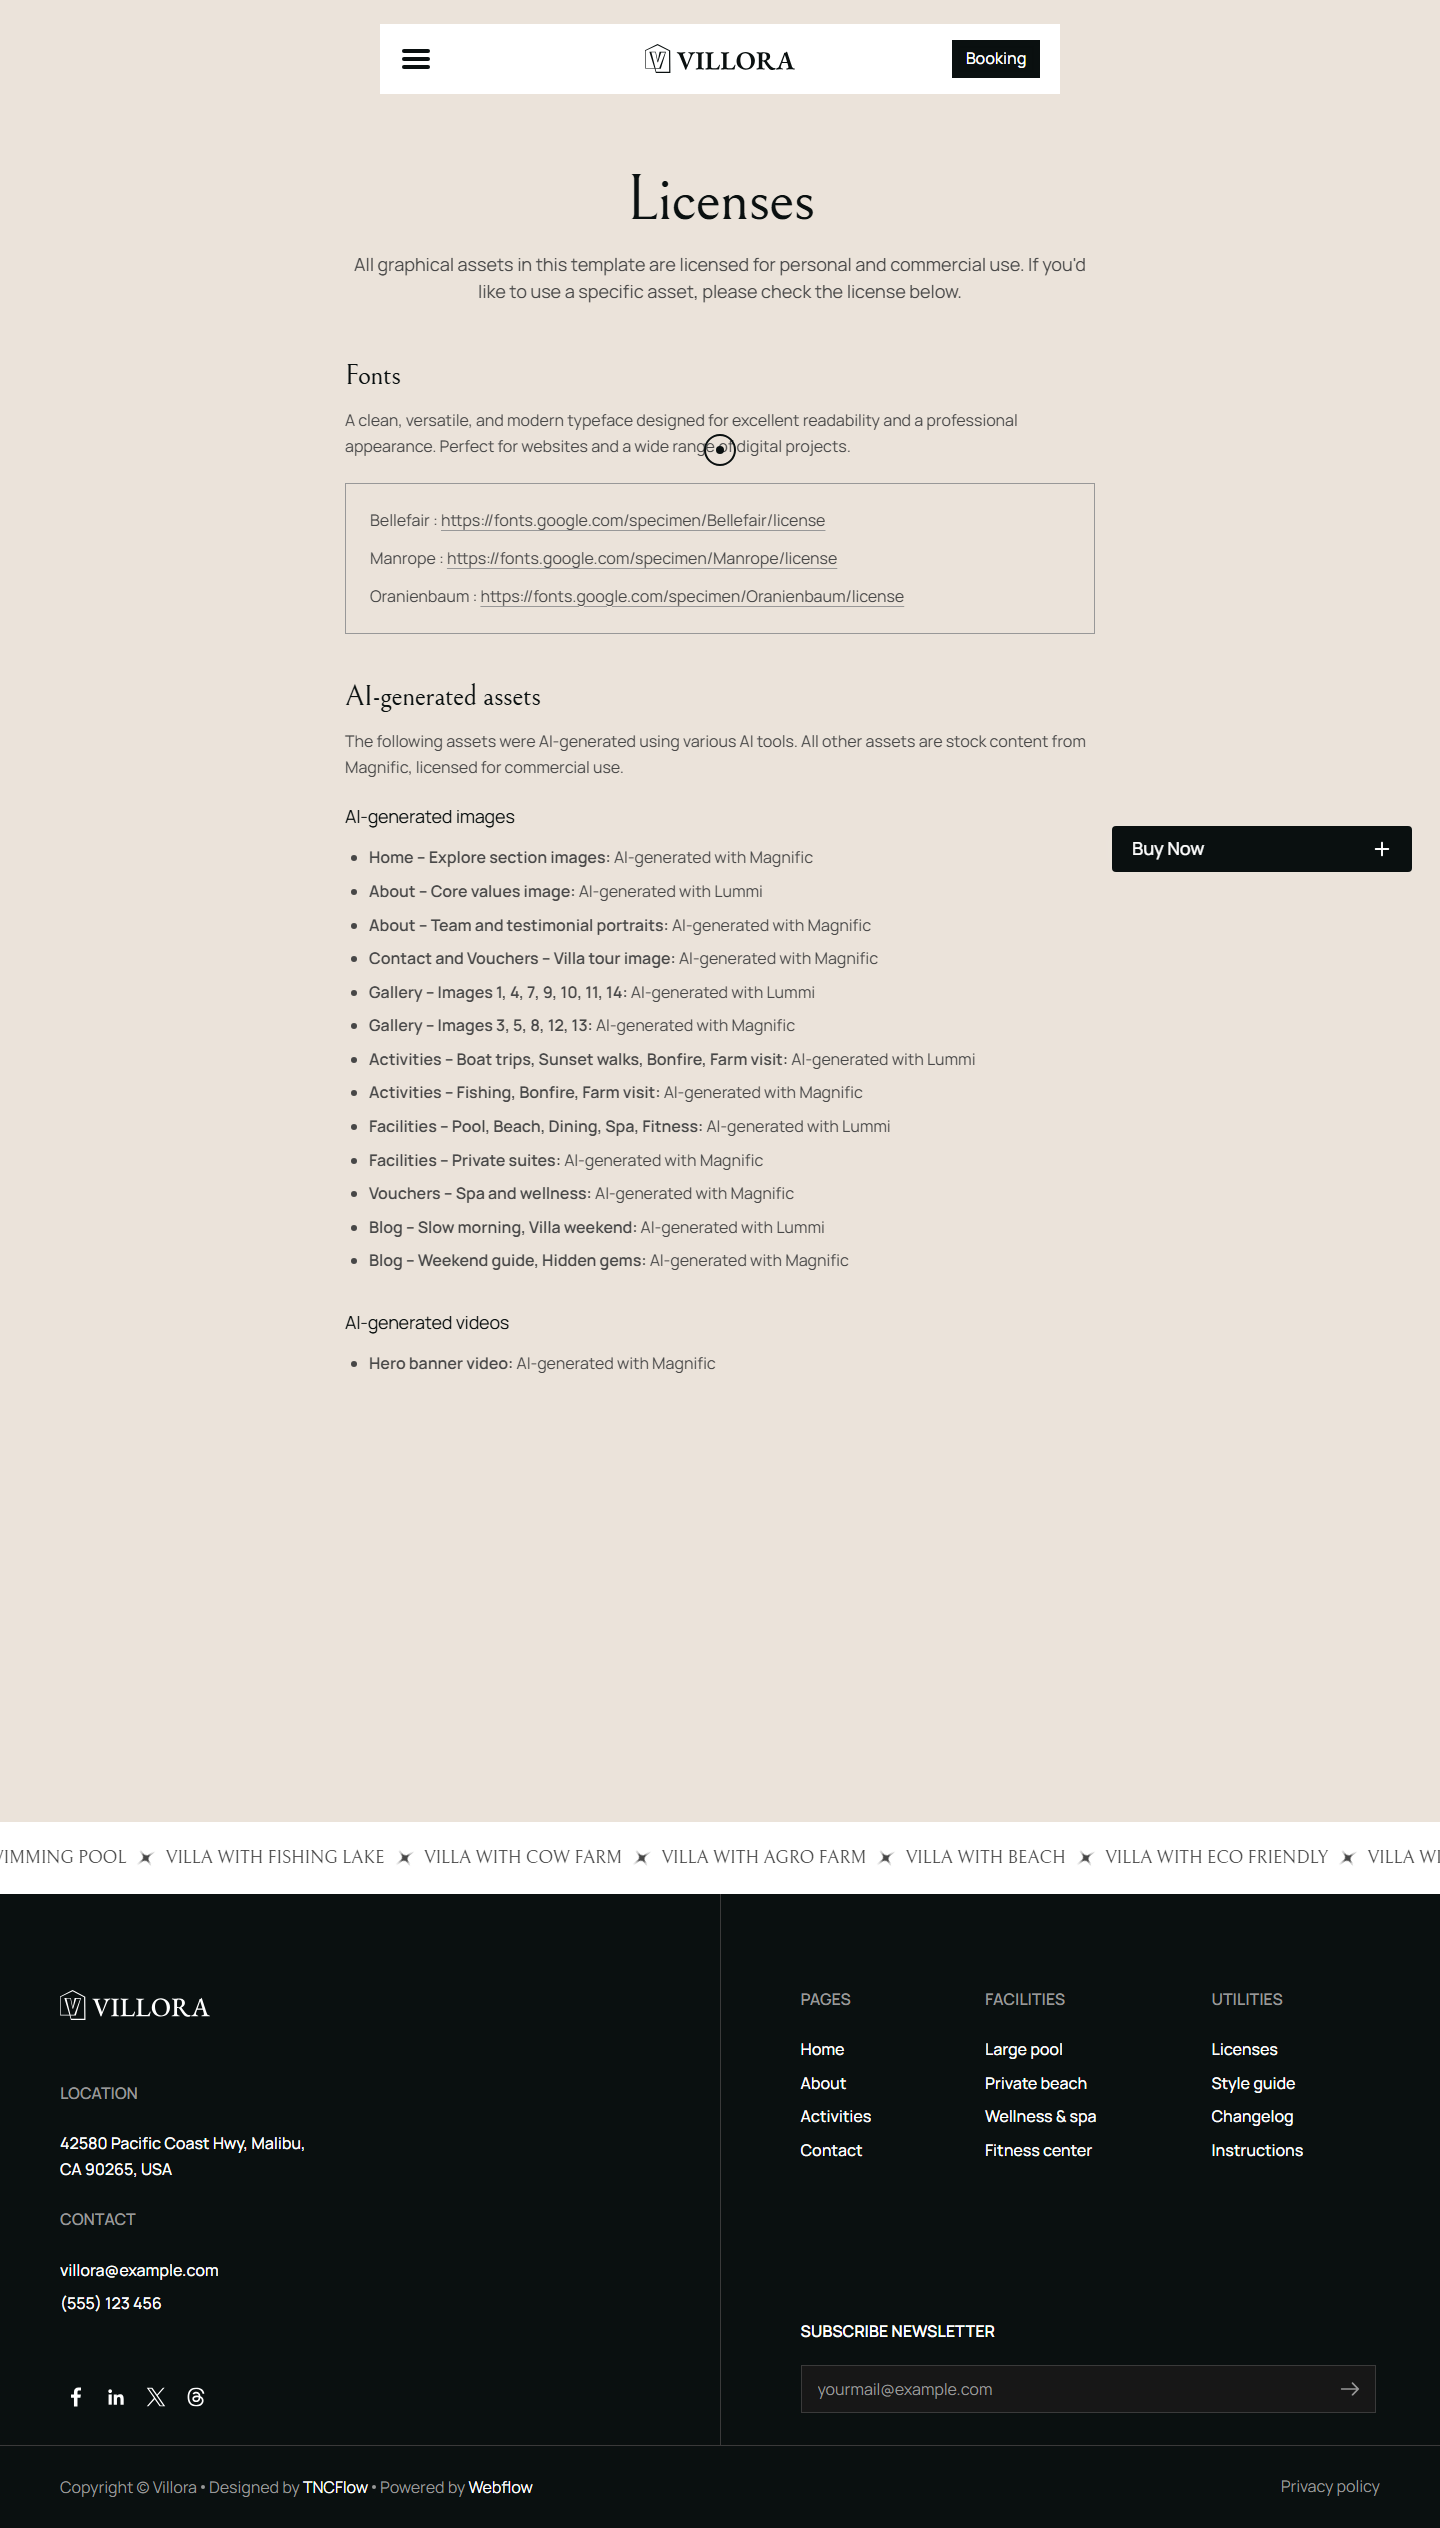 VILLORA
Booking
Licenses
All graphical assets in this template are licensed for personal and commercial use. If you'd
like to use a specific asset, please check the license below.
Fonts
A clean, versatile, and modern typeface designed for excellent readability and a professional
appearance. Perfect for websites and a wide range of digital projects.
Bellefair : https://fonts.google.com/specimen/Bellefair/license
Manrope : https://fonts.google.com/specimen/Manrope/license
Oranienbaum : https://fonts.google.com/specimen/Oranienbaum/license
AI-generated assets
The following assets were AI-generated using various AI tools. All other assets are stock content from
Magnific, licensed for commercial use.
AI-generated images
Buy Now
• Home – Explore section images: AI-generated with Magnific
• About – Core values image: AI-generated with Lummi
• About – Team and testimonial portraits: AI-generated with Magnific
• Contact and Vouchers – Villa tour image: AI-generated with Magnific
• Gallery – Images 1, 4, 7, 9, 10, 11, 14: AI-generated with Lummi
• Gallery – Images 3, 5, 8, 12, 13: AI-generated with Magnific
• Activities – Boat trips, Sunset walks, Bonfire, Farm visit: AI-generated with Lummi
• Activities – Fishing, Bonfire, Farm visit: AI-generated with Magnific
• Facilities – Pool, Beach, Dining, Spa, Fitness: AI-generated with Lummi
• Facilities – Private suites: AI-generated with Magnific
• Vouchers – Spa and wellness: AI-generated with Magnific
• Blog – Slow morning, Villa weekend: AI-generated with Lummi
• Blog – Weekend guide, Hidden gems: AI-generated with Magnific
AI-generated videos
• Hero banner video: AI-generated with Magnific
IMMING POOL VILLA WITH FISHING LAKE VILLA WITH COW FARM VILLA WITH AGRO FARM VILLA WITH BEACH VILLA WITH ECO FRIENDLY VILLA WI
VILLORA
LOCATION
42580 Pacific Coast Hwy, Malibu,
CA 90265, USA
CONTACT
villora@example.com
(555) 123 456
PAGES
Home
About
Activities
Contact
FACILITIES
Large pool
Private beach
Wellness & spa
Fitness center
UTILITIES
Licenses
Style guide
Changelog
Instructions
SUBSCRIBE NEWSLETTER
yourmail@example.com
Copyright © Villora • Designed by TNCFlow • Powered by Webflow
Privacy policy